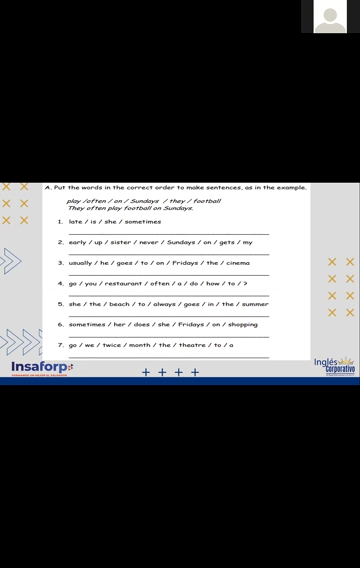 A. Put the words in the correct order to make sentences, as in the example.
play /often / on / Sundays / they / football
They often play football on Sundays.
1. late / is / she / sometimes
2. early / up / sister / never / Sundays / on / gets / my
3. usually / he / goes / to / on / Fridays / the / cinema
4. go / you / restaurant / often / a / do / how / to / ?
5. she / the / beach / to / always / goes / in / the / summer
6. sometimes / her / does / she / Fridays / on / shopping
7. go / we / twice / month / the / theatre / to / a
Insaforp
Inglés
Corporativo